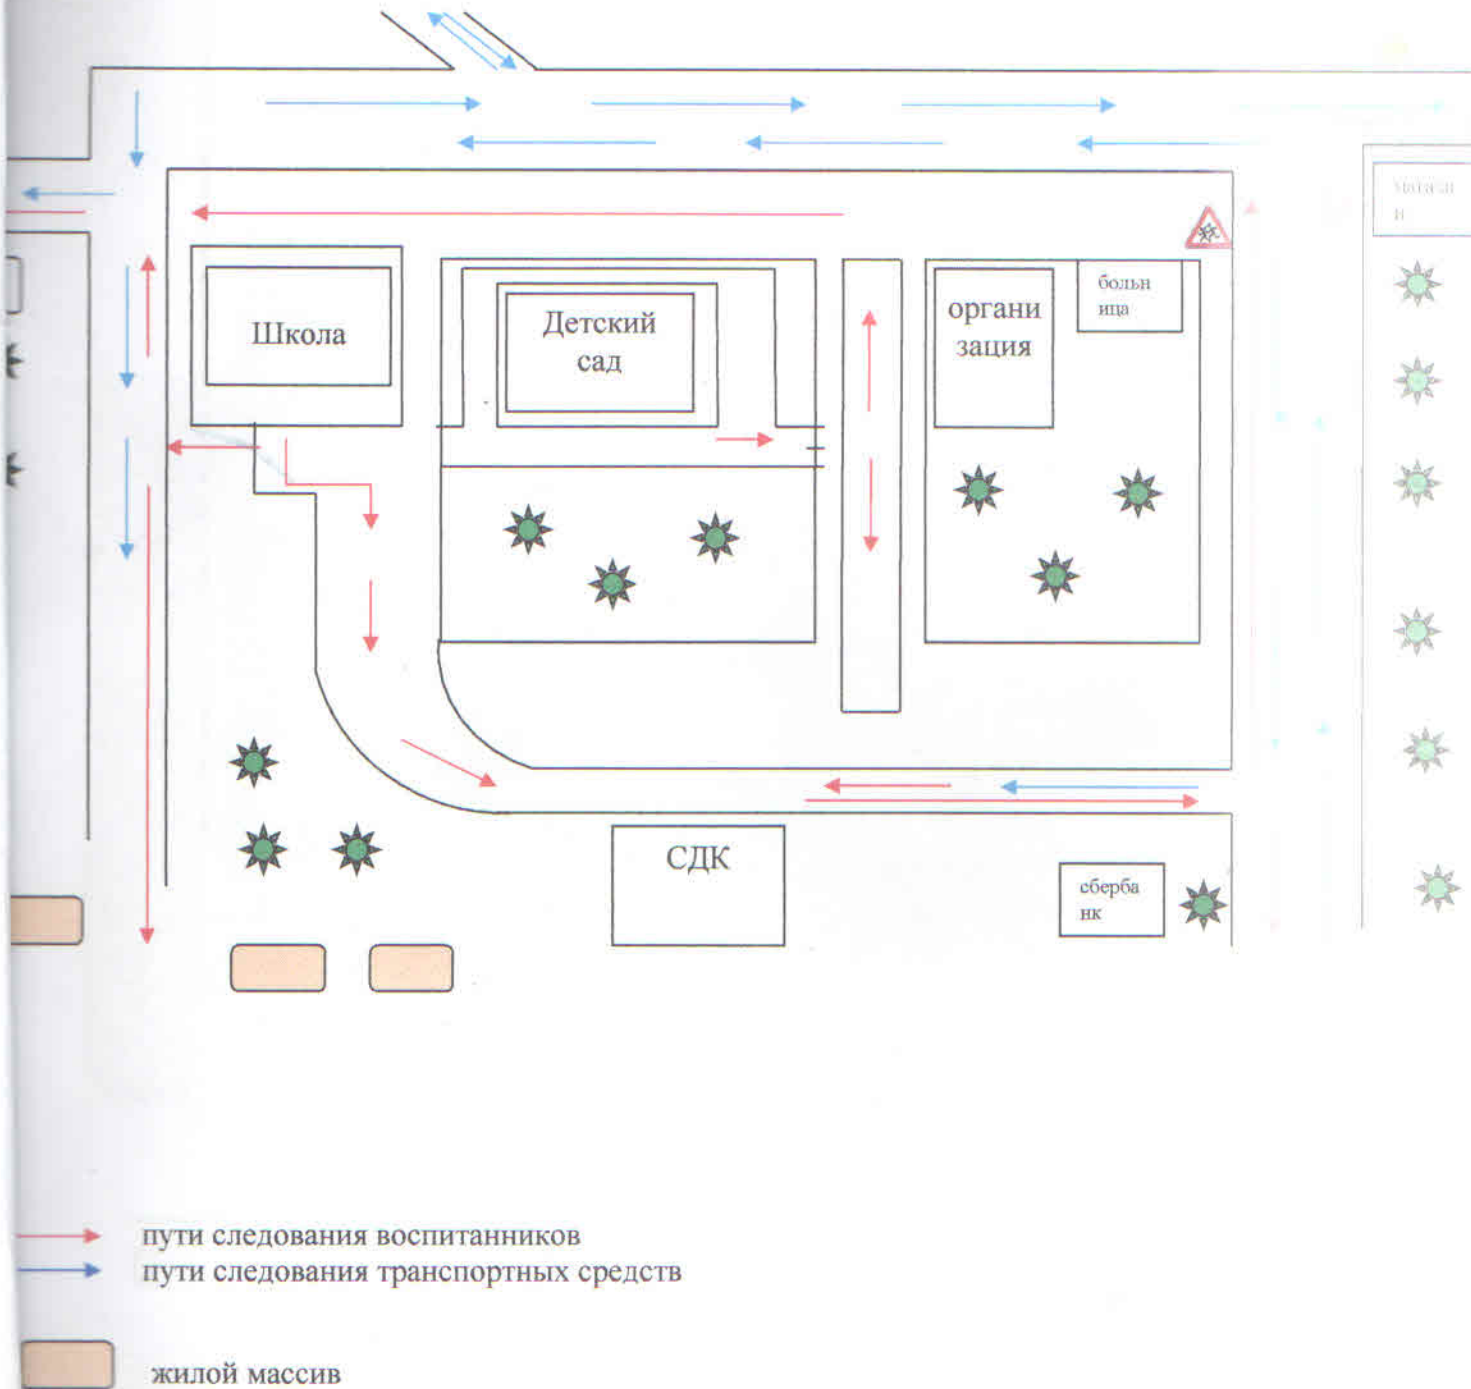 магази
н
больн
ица
органи
зация
Детский
сад
Школа
СДК
сберба
нк
пути следования воспитанников
пути следования транспортных средств
жилой массив